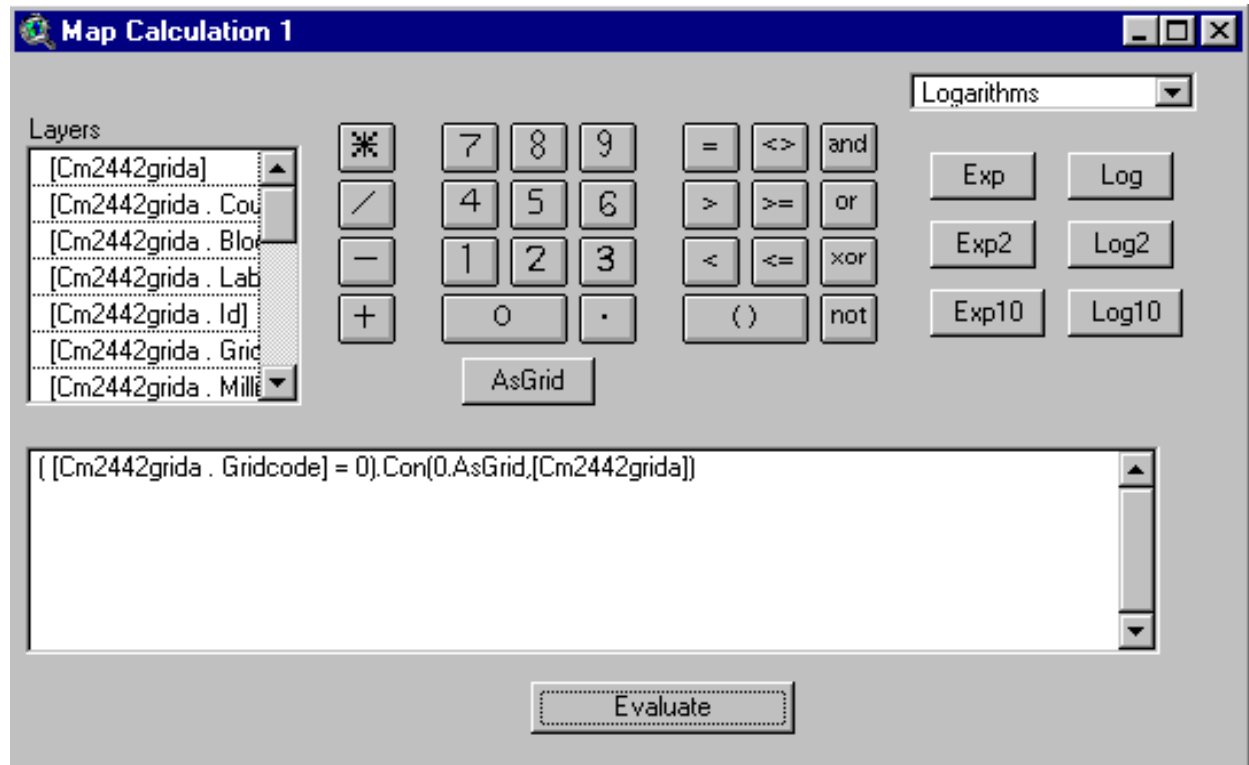 Map Calculation 1
Logarithms
Layers
[Cm2442grida]
[Cm2442grida . Cou
[Cm2442grida . Bloc
[Cm2442grida . Lab
[Cm2442grida . Id]
[Cm2442grida . Grid
[Cm2442grida . Mille
* 7 8 9 = <> and
/ 4 5 6 > >= or
- 1 2 3 < <= xor
+ 0 . ( ) not
AsGrid
Exp Log
Exp2 Log2
Exp10 Log10
( [Cm2442grida . Gridcode] = 0).Con(0.AsGrid,[Cm2442grida])
Evaluate